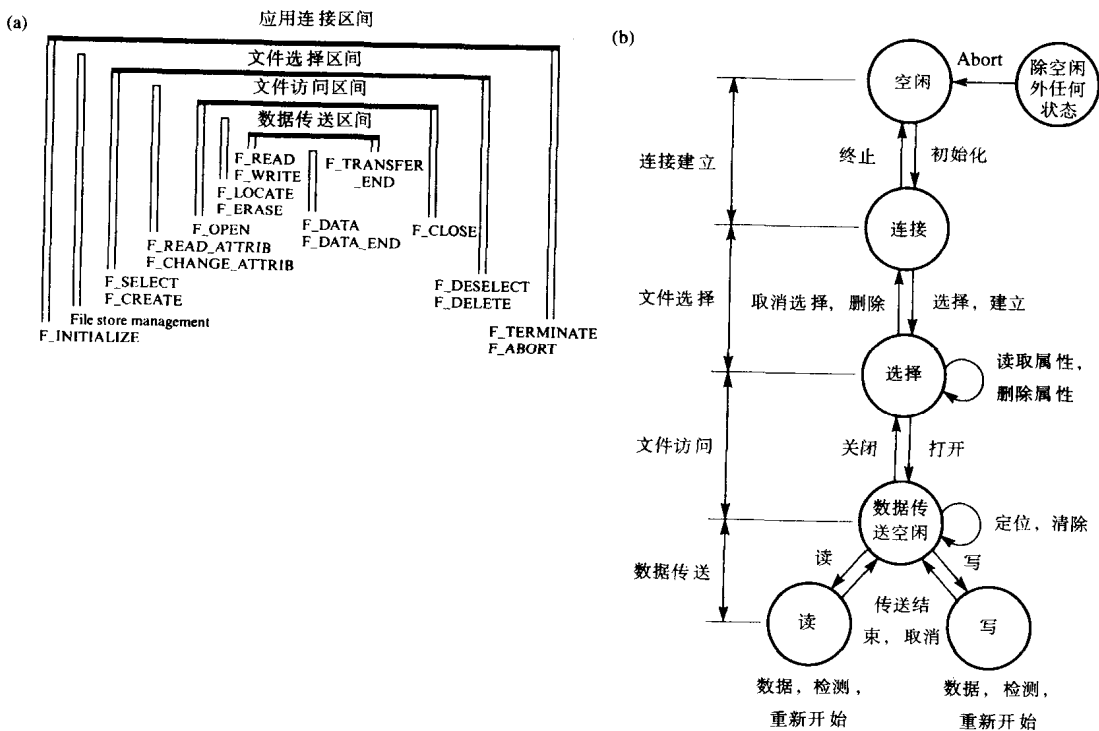 (a)
应用连接区间
文件选择区间
文件访问区间
数据传送区间
F_READ
F_WRITE
F_TRANSFER
_END
F_LOCATE
F_ERASE
F_OPEN
F_DATA
F_DATA_END
F_CLOSE
F_READ_ATTRIB
F_CHANGE_ATTRIB
F_SELECT
F_CREATE
F_DESELECT
F_DELETE
File store management
F_INITIALIZE
F_TERMINATE
F_ABORT
(b)
空闲
Abort
除空闲
外任何
状态
连接建立
终止
初始化
连接
文件选择
取消选择，删除
选择，建立
选择
读取属性，
删除属性
文件访问
关闭
打开
数据传
送空闲
定位，清除
数据传送
读
写
传送结
束，取消
读
写
数据，检测，
重新开始
数据，检测，
重新开始